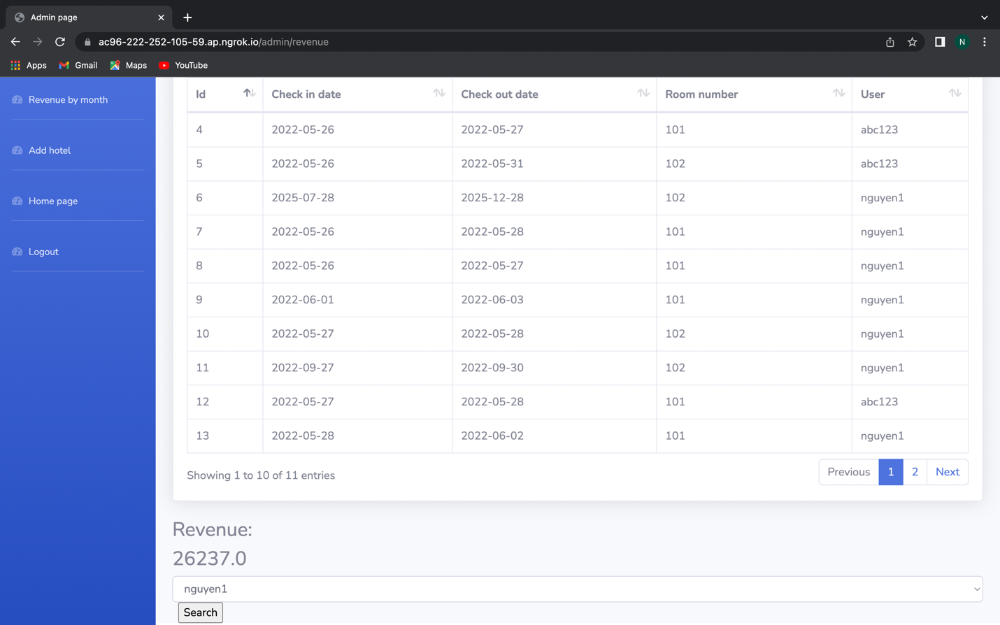 Admin page
ac96-222-252-105-59.ap.ngrok.io/admin/revenue
N
Apps Gmail Maps YouTube
Revenue by month
Add hotel
Home page
Logout
Id Check in date Check out date Room number User
4 2022-05-26 2022-05-27 101 abc123
5 2022-05-26 2022-05-31 102 abc123
6 2025-07-28 2025-12-28 102 nguyen1
7 2022-05-26 2022-05-28 101 nguyen1
8 2022-05-26 2022-05-27 101 nguyen1
9 2022-06-01 2022-06-03 101 nguyen1
10 2022-05-27 2022-05-28 102 nguyen1
11 2022-09-27 2022-09-30 102 nguyen1
12 2022-05-27 2022-05-28 101 abc123
13 2022-05-28 2022-06-02 101 nguyen1
Showing 1 to 10 of 11 entries
Previous 1 2 Next
Revenue:
26237.0
nguyen1
Search